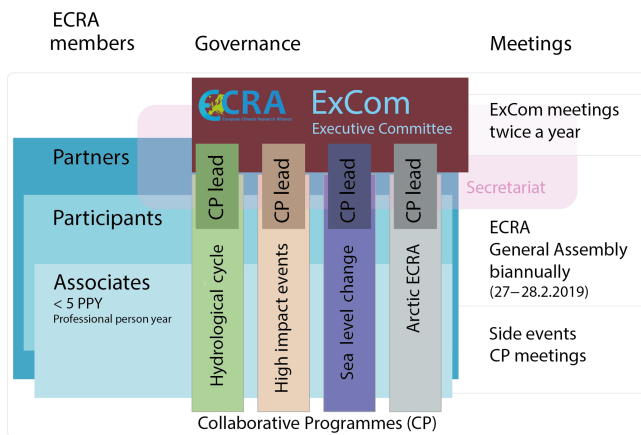 ECRA
members
Governance
Meetings
ECRA
European Climate Research Alliance
ExCom
Executive Committee
ExCom meetings
twice a year
Partners
Participants
Associates
< 5 PPY
Professional person year
CP lead
CP lead
CP lead
CP lead
Secretariat
Hydrological cycle
High impact events
Sea level change
Arctic ECRA
ECRA
General Assembly
biannually
(27–28.2.2019)
Side events
CP meetings
Collaborative Programmes (CP)